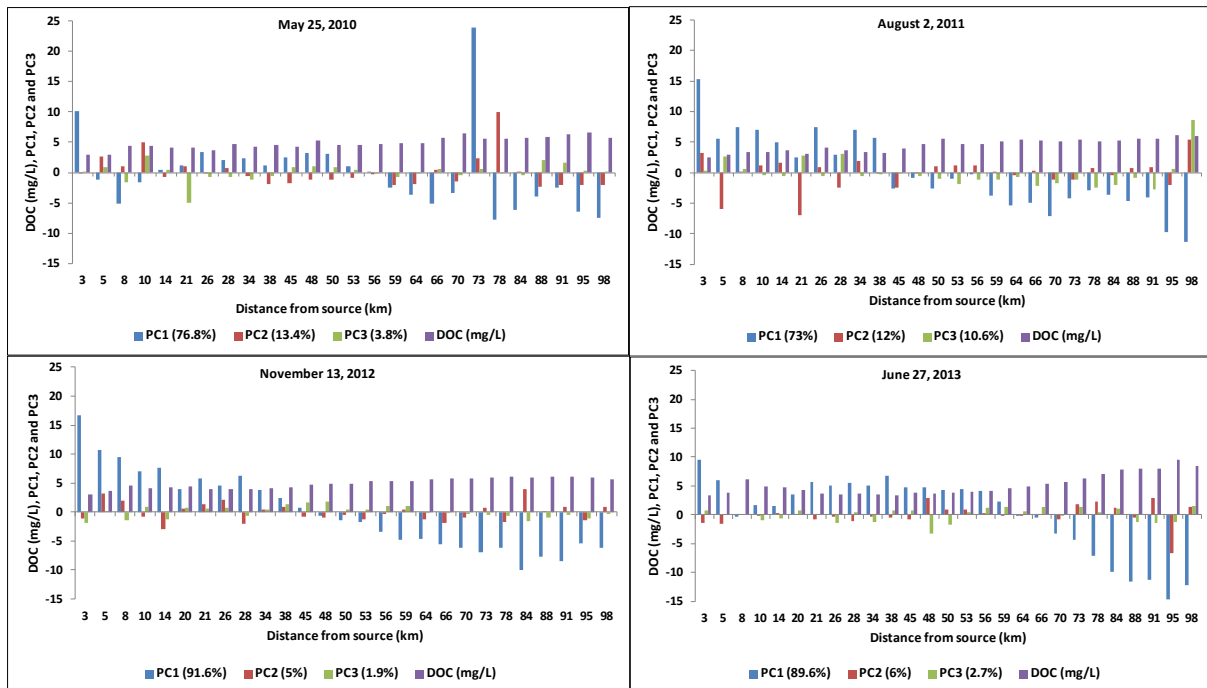 May 25, 2010
25
20
15
10
5
0
-5
-10
-15
DOC (mg/L), PC1, PC2 and PC3
3 5 8 10 14 21 26 28 34 38 45 48 50 53 56 59 64 66 70 73 78 84 88 91 95 98
Distance from source (km)
PC1 (76.8%) PC2 (13.4%) PC3 (3.8%) DOC (mg/L)
August 2, 2011
25
20
15
10
5
0
-5
-10
-15
DOC (mg/L), PC1, PC2 and PC3
3 5 8 10 14 21 26 28 34 38 45 48 50 53 56 59 64 66 70 73 78 84 88 91 95 98
Distance from source (km)
PC1 (73%) PC2 (12%) PC3 (10.6%) DOC (mg/L)
November 13, 2012
25
20
15
10
5
0
-5
-10
-15
DOC (mg/L), PC1, PC2 and PC3
3 5 8 10 14 20 21 26 28 34 38 45 48 50 53 56 59 64 66 70 73 78 84 88 91 95 98
Distance from source (km)
PC1 (91.6%) PC2 (5%) PC3 (1.9%) DOC (mg/L)
June 27, 2013
25
20
15
10
5
0
-5
-10
-15
DOC (mg/L), PC1, PC2 and PC3
3 5 8 10 14 20 21 26 28 34 38 45 48 50 53 56 59 64 66 70 73 78 84 88 91 95 98
Distance from source (km)
PC1 (89.6%) PC2 (6%) PC3 (2.7%) DOC (mg/L)